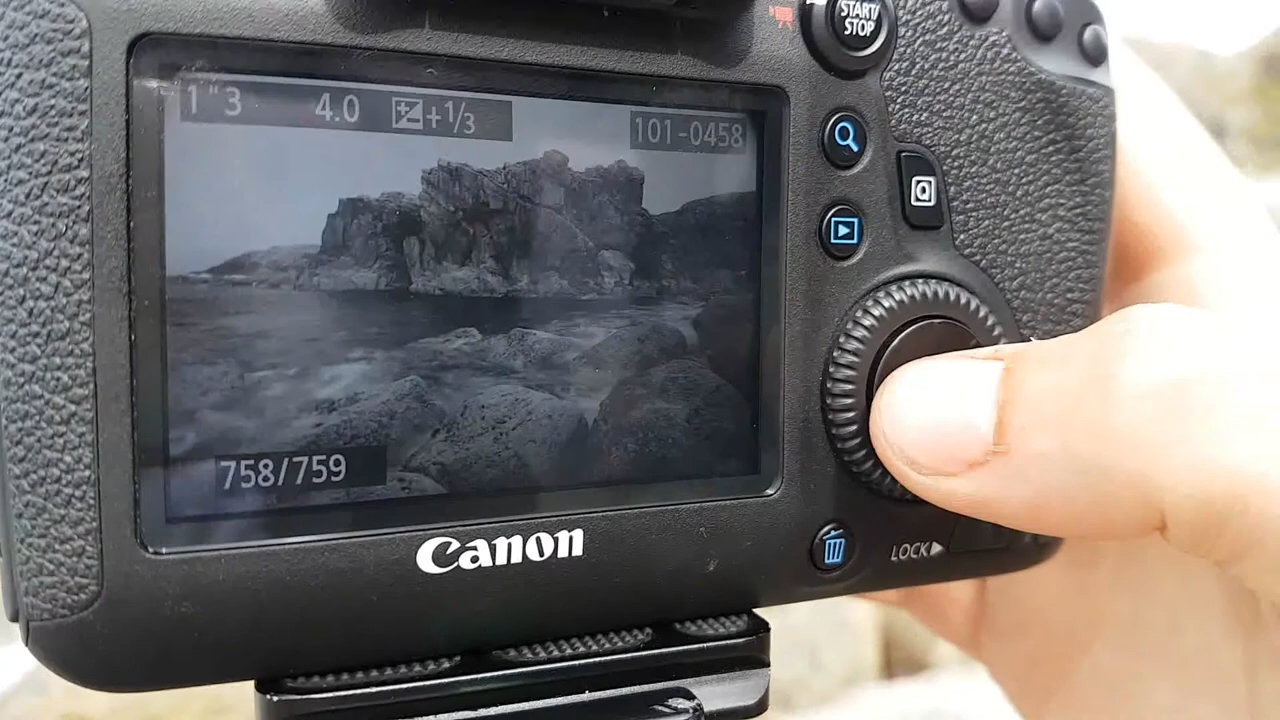 START/
STOP
1"3 4.0 +1/3
101-0458
Q
758/759
Canon
LOCK▶